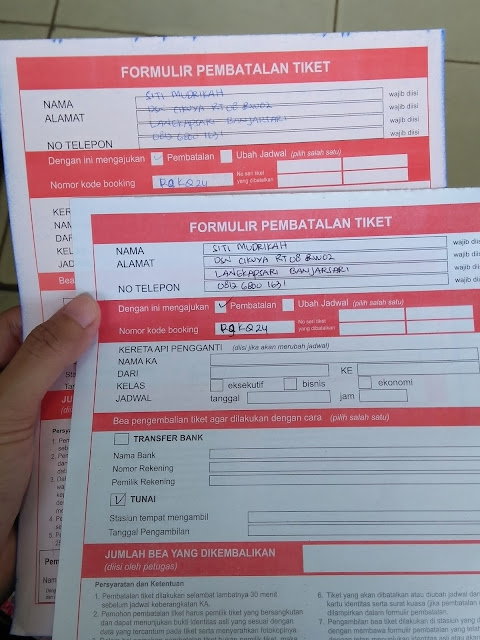 FORMULIR PEMBATALAN TIKET
NAMA SITI MUDRIKAH wajib diisi
ALAMAT DSN CIKUYA RT 08 RW 02
LANGKAPSARI BANJARSARI
NO TELEPON 0812 6800 1631 wajib diisi
Dengan ini mengajukan Pembatalan Ubah Jadwal (pilih salah satu)
Nomor kode booking RgKQ24 No seri tiket yang dibatalkan
FORMULIR PEMBATALAN TIKET
NAMA SITI MUDRIKAH wajib diisi
ALAMAT DSN CIKUYA RT 08 RW 02
LANGKAPSARI BANJARSARI
NO TELEPON 0812 6800 1631 wajib diisi
Dengan ini mengajukan Pembatalan Ubah Jadwal (pilih salah satu)
Nomor kode booking RgKQ24 No seri tiket yang dibatalkan
KERETA API PENGGANTI (diisi jika akan merubah jadwal)
NAMA KA
DARI KE
KELAS eksekutif bisnis ekonomi
JADWAL tanggal jam
Bea pengembalian tiket agar dilakukan dengan cara (pilih salah satu)
TRANSFER BANK
Nama Bank
Nomor Rekening
Pemilik Rekening
TUNAI
Stasiun tempat mengambil
Tanggal Pengambilan
JUMLAH BEA YANG DIKEMBALIKAN
(diisi oleh petugas)
Persyaratan dan Ketentuan
1. Pembatalan tiket dilakukan selambat lambatnya 30 menit
sebelum jadwal keberangkatan KA.
2. Pemohon pembatalan tiket harus pemilik tiket yang bersangkutan
dan dapat menunjukan bukti identitas asli yang sesuai dengan
data yang tercantum pada tiket serta menyerahkan fotokopinya.
6. Tiket yang akan dibatalkan atau diubah jadwal
kartu identitas serta surat kuasa (jika pembatalan
dilampirkan dalam formulir pembatalan.
7. Pengambilan bea tiket dilakukan di stasiun yang
dengan membawa formulir pembatalan yang